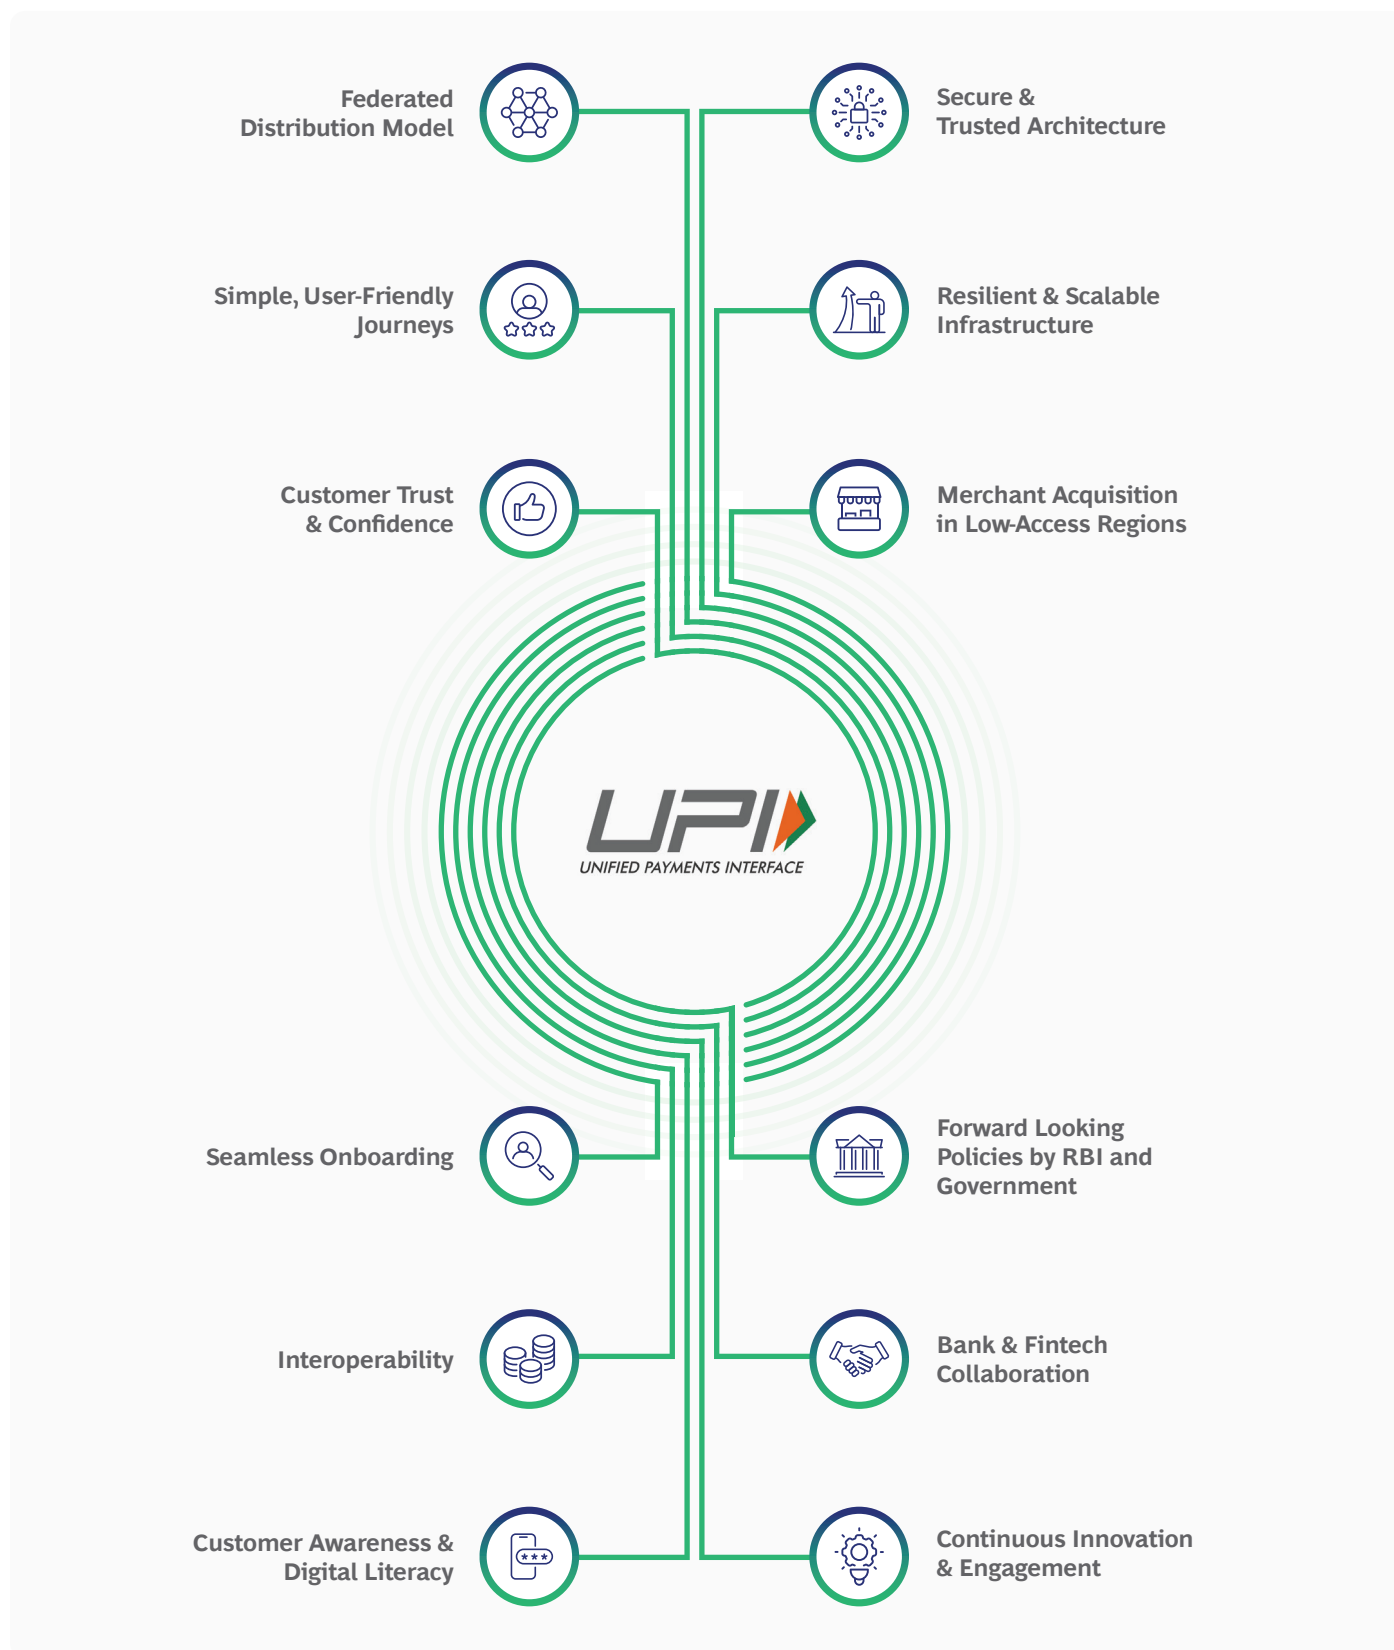 Federated
Distribution Model
Secure &
Trusted Architecture
Simple, User-Friendly
Journeys
Resilient & Scalable
Infrastructure
Customer Trust
& Confidence
Merchant Acquisition
in Low-Access Regions
UPI
UNIFIED PAYMENTS INTERFACE
Seamless Onboarding
Forward Looking
Policies by RBI and
Government
Interoperability
Bank & Fintech
Collaboration
Customer Awareness &
Digital Literacy
Continuous Innovation
& Engagement